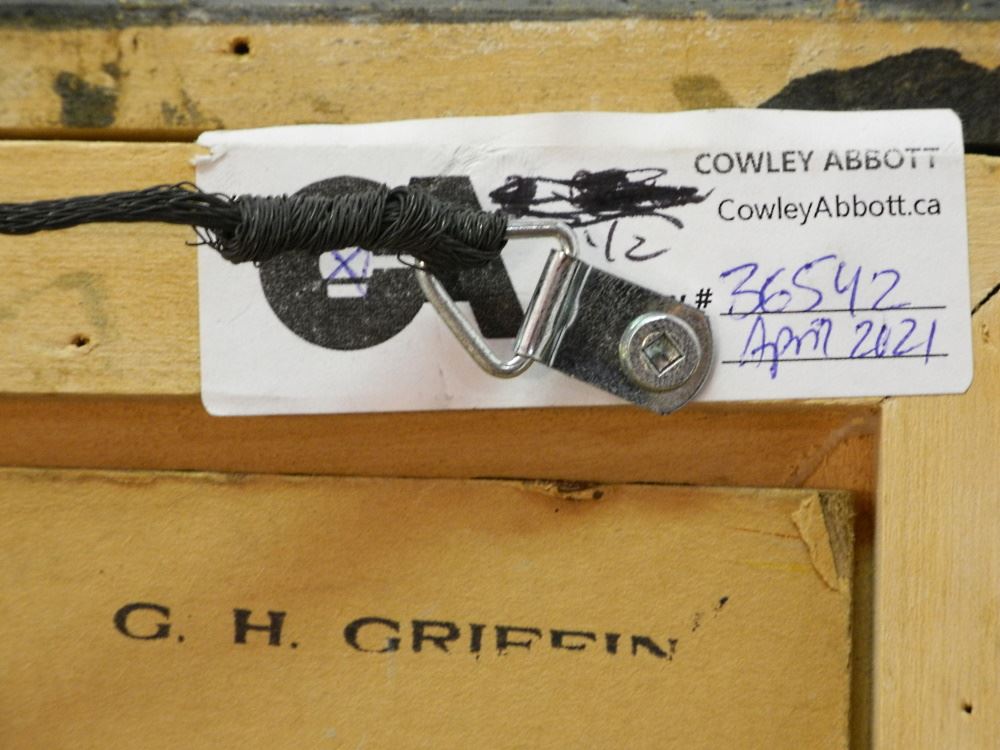 COWLEY ABBOTT
CowleyAbbott.ca
# 36542
April 2021
G. H. GRIFFIN